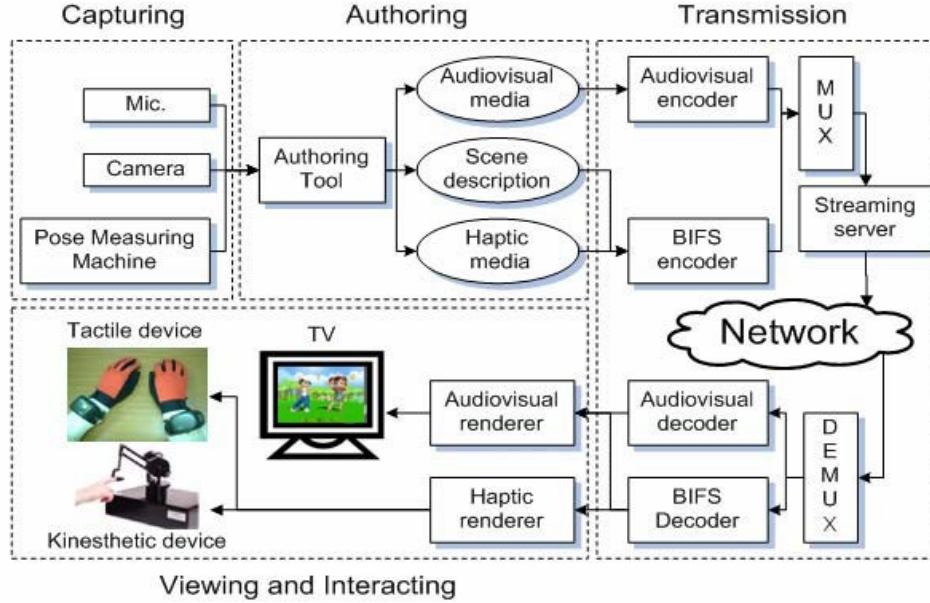 Capturing
Authoring
Transmission
Mic.
Camera
Pose Measuring
Machine
Authoring
Tool
Audiovisual
media
Scene
description
Haptic
media
Audiovisual
encoder
BIFS
encoder
M
U
X
Streaming
server
Network
Tactile device
TV
Kinesthetic device
Audiovisual
renderer
Haptic
renderer
Audiovisual
decoder
BIFS
Decoder
D
E
M
U
X
Viewing and Interacting